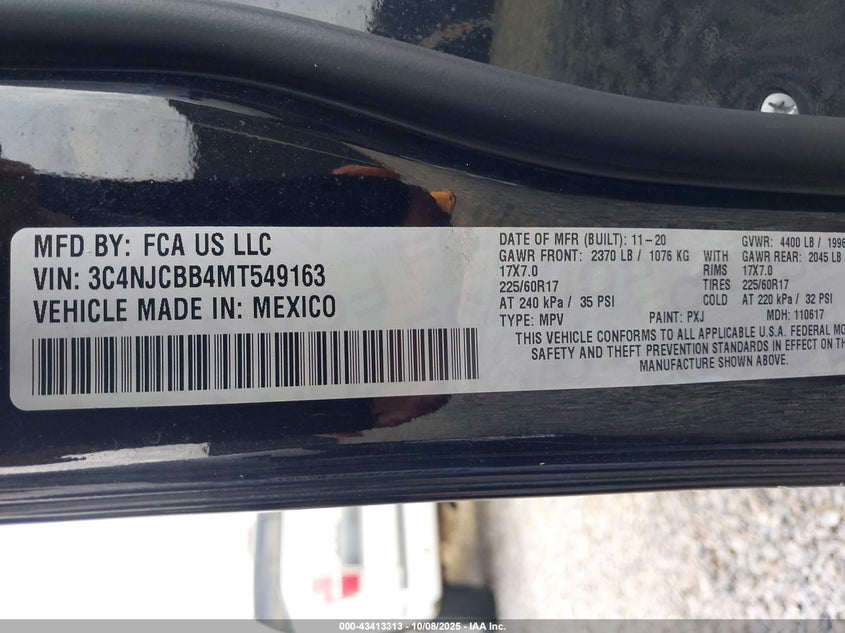 MFD BY: FCA US LLC
VIN: 3C4NJCBB4MT549163
VEHICLE MADE IN: MEXICO
DATE OF MFR (BUILT): 11-20 GVWR: 4400 LB / 1996
GAWR FRONT: 2370 LB / 1076 KG WITH GAWR REAR: 2045 LB
17X7.0 RIMS 17X7.0
225/60R17 TIRES 225/60R17
AT 240 kPa / 35 PSI COLD AT 220 kPa / 32 PSI
TYPE: MPV PAINT: PXJ MDH: 110617
THIS VEHICLE CONFORMS TO ALL APPLICABLE U.S.A. FEDERAL MO
SAFETY AND THEFT PREVENTION STANDARDS IN EFFECT ON TH
MANUFACTURE SHOWN ABOVE.
000-43413313 - 10/08/2025 - IAA Inc.